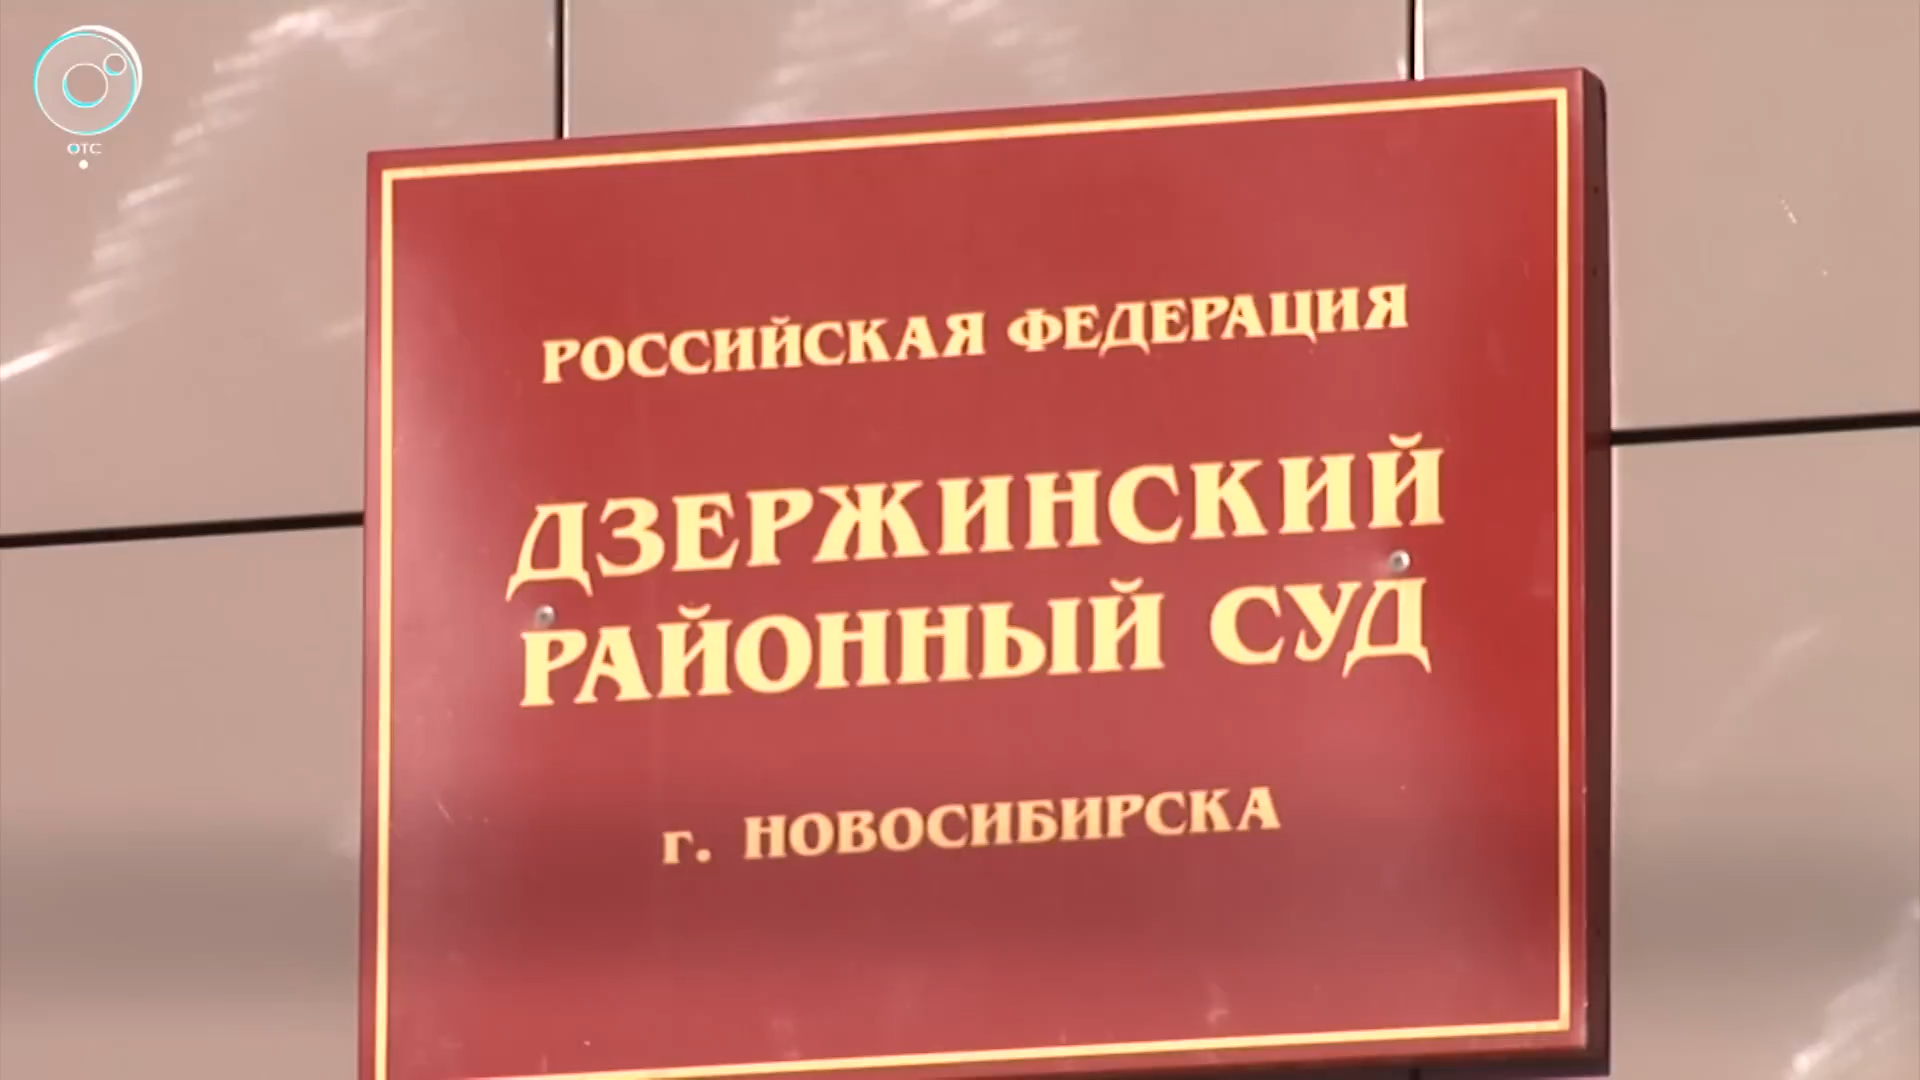 ОТС
РОССИЙСКАЯ ФЕДЕРАЦИЯ
ДЗЕРЖИНСКИЙ
РАЙОННЫЙ СУД
г. НОВОСИБИРСКА